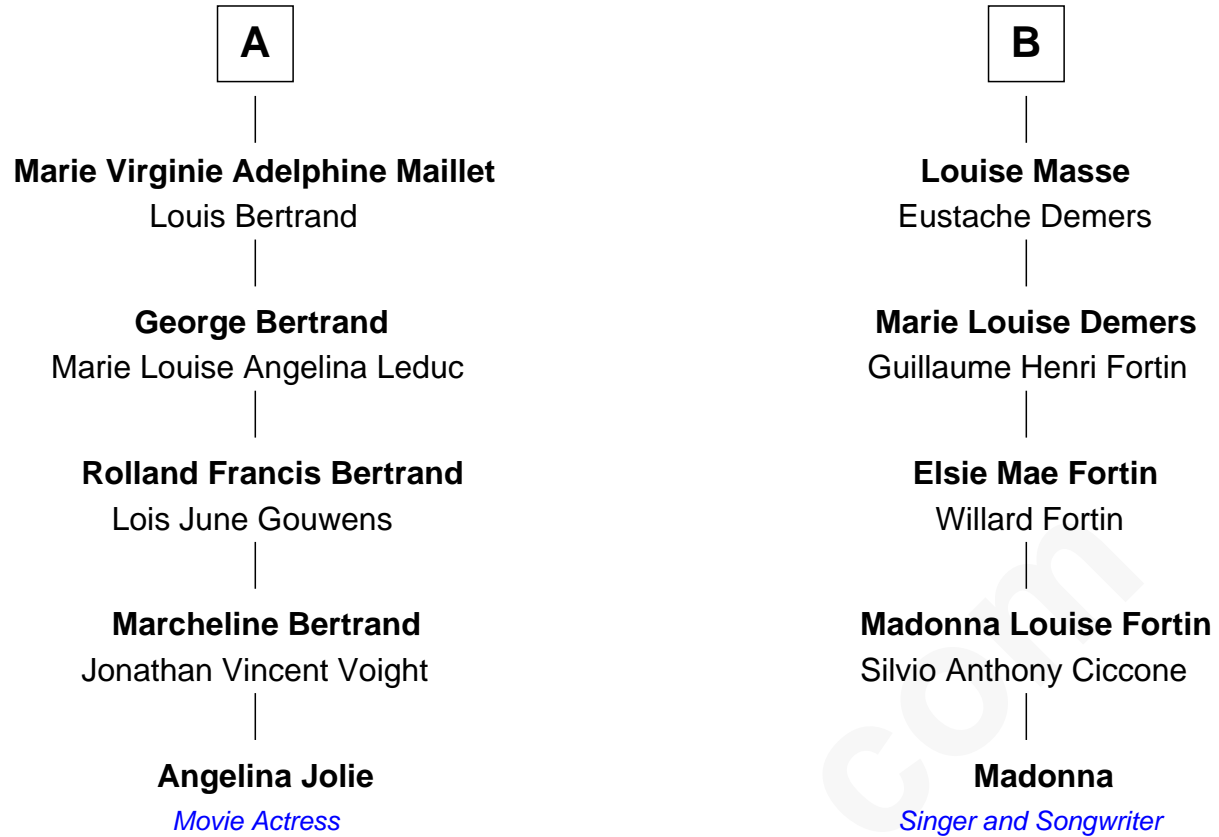 A
Marie Virginie Adelphine Maillet
Louis Bertrand
George Bertrand
Marie Louise Angelina Leduc
Rolland Francis Bertrand
Lois June Gouwens
Marcheline Bertrand
Jonathan Vincent Voight
Angelina Jolie
Movie Actress
B
Louise Masse
Eustache Demers
Marie Louise Demers
Guillaume Henri Fortin
Elsie Mae Fortin
Willard Fortin
Madonna Louise Fortin
Silvio Anthony Ciccone
Madonna
Singer and Songwriter
com